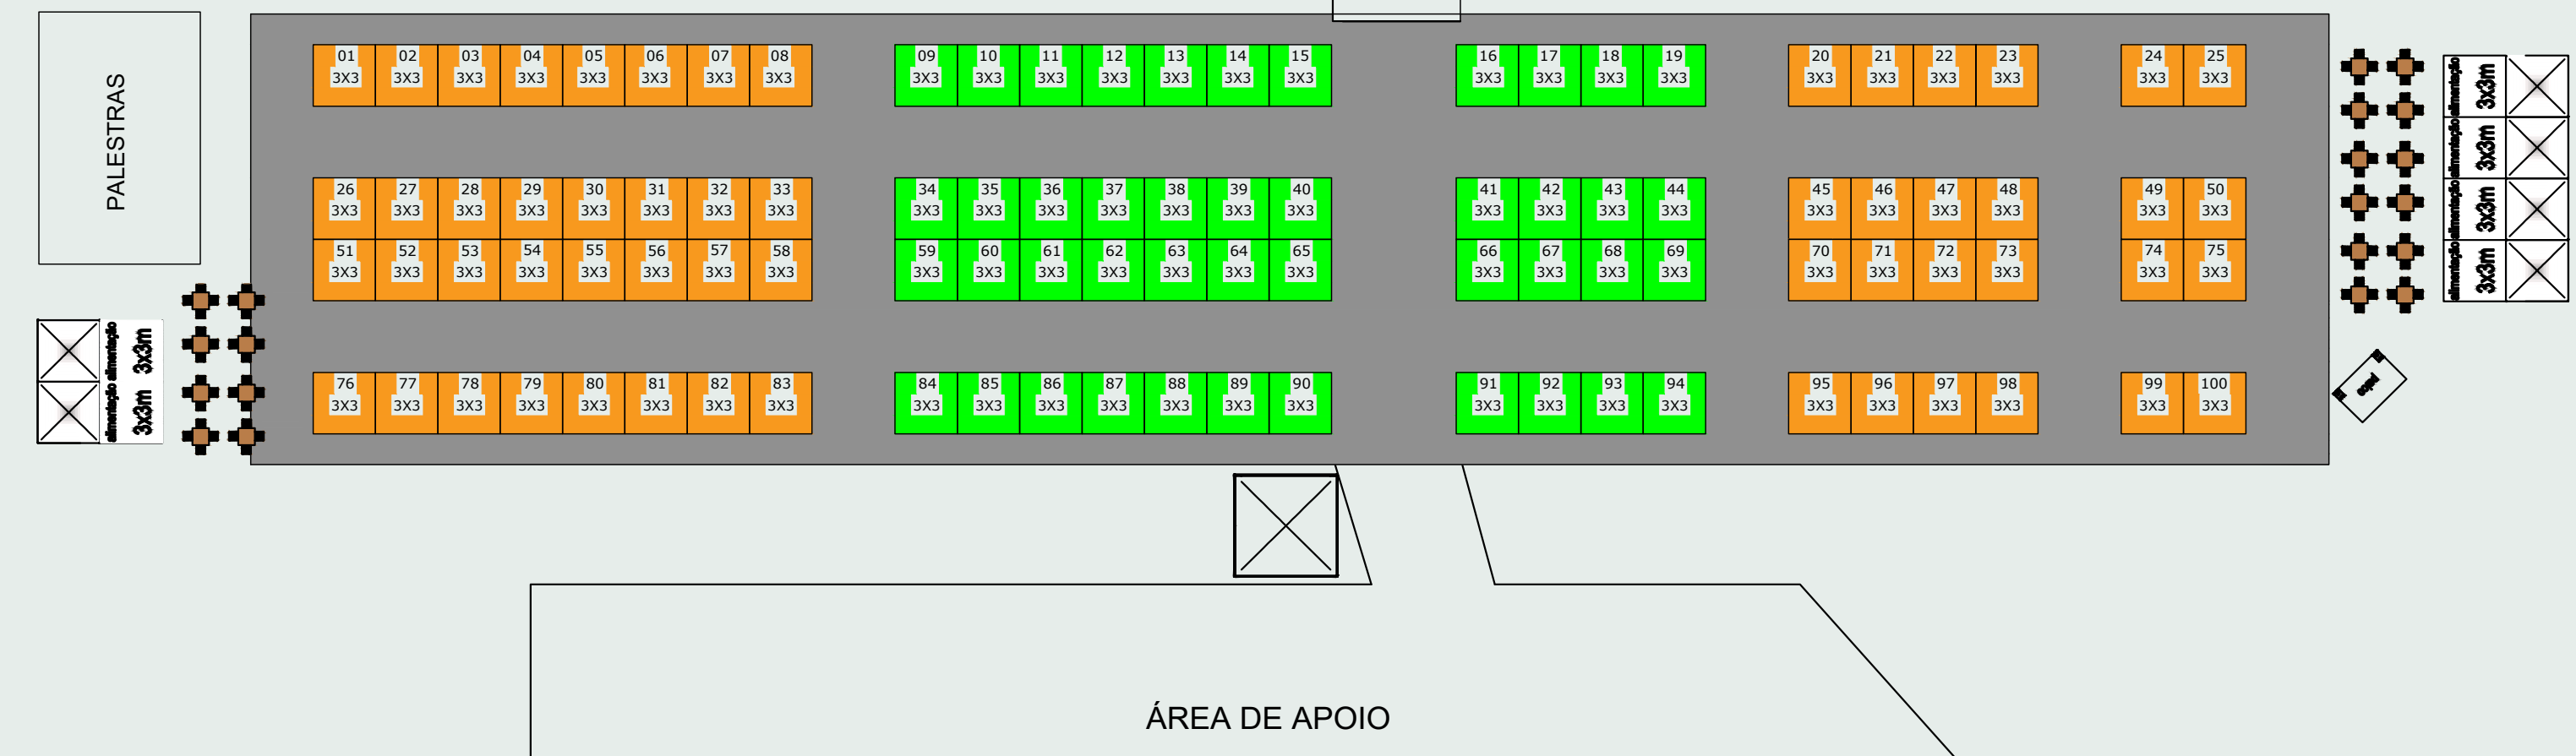 PALESTRAS
01 02 03 04 05 06 07 08 09 10 11 12 13 14 15 16 17 18 19 20 21 22 23 24 25
3X3 3X3 3X3 3X3 3X3 3X3 3X3 3X3 3X3 3X3 3X3 3X3 3X3 3X3 3X3 3X3 3X3 3X3 3X3 3X3 3X3 3X3 3X3 3X3 3X3
26 27 28 29 30 31 32 33 34 35 36 37 38 39 40 41 42 43 44 45 46 47 48 49 50
3X3 3X3 3X3 3X3 3X3 3X3 3X3 3X3 3X3 3X3 3X3 3X3 3X3 3X3 3X3 3X3 3X3 3X3 3X3 3X3 3X3 3X3 3X3 3X3 3X3
51 52 53 54 55 56 57 58 59 60 61 62 63 64 65 66 67 68 69 70 71 72 73 74 75
3X3 3X3 3X3 3X3 3X3 3X3 3X3 3X3 3X3 3X3 3X3 3X3 3X3 3X3 3X3 3X3 3X3 3X3 3X3 3X3 3X3 3X3 3X3 3X3 3X3
76 77 78 79 80 81 82 83 84 85 86 87 88 89 90 91 92 93 94 95 96 97 98 99 100
3X3 3X3 3X3 3X3 3X3 3X3 3X3 3X3 3X3 3X3 3X3 3X3 3X3 3X3 3X3 3X3 3X3 3X3 3X3 3X3 3X3 3X3 3X3 3X3 3X3
alimentação
3x3m
alimentação
3x3m
alimentação
3x3m
alimentação
3x3m
alimentação
3x3m
alimentação
3x3m
palco
ÁREA DE APOIO